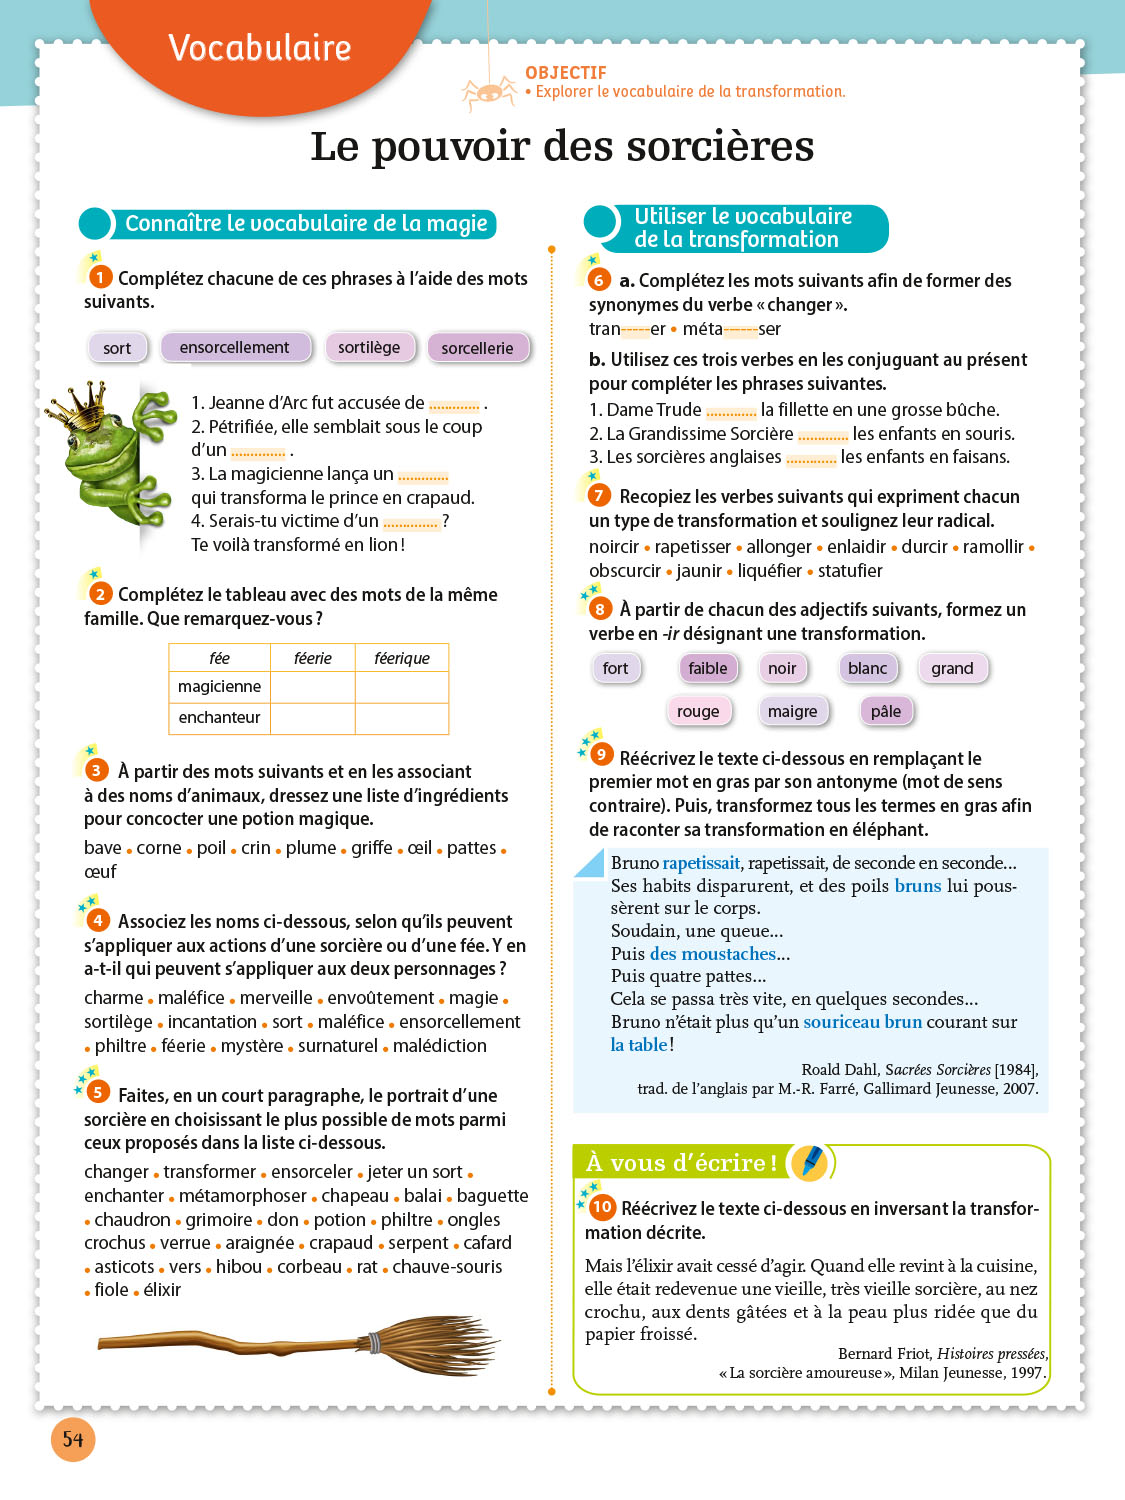 Vocabulaire
OBJECTIF
• Explorer le vocabulaire de la transformation.
Le pouvoir des sorcières
Connaître le vocabulaire de la magie
1 Complétez chacune de ces phrases à l'aide des mots
suivants.
sort ensorcellement sortilège sorcellerie
1. Jeanne d'Arc fut accusée de ............. .
2. Pétrifiée, elle semblait sous le coup
d'un .............. .
3. La magicienne lança un .............
qui transforma le prince en crapaud.
4. Serais-tu victime d'un .............. ?
Te voilà transformé en lion !
2 Complétez le tableau avec des mots de la même
famille. Que remarquez-vous ?
fée féerie féerique
magicienne
enchanteur
3 À partir des mots suivants et en les associant
à des noms d'animaux, dressez une liste d'ingrédients
pour concocter une potion magique.
bave • corne • poil • crin • plume • griffe • œil • pattes •
œuf
4 Associez les noms ci-dessous, selon qu'ils peuvent
s'appliquer aux actions d'une sorcière ou d'une fée. Y en
a-t-il qui peuvent s'appliquer aux deux personnages ?
charme • maléfice • merveille • envoûtement • magie •
sortilège • incantation • sort • maléfice • ensorcellement
• philtre • féerie • mystère • surnaturel • malédiction
5 Faites, en un court paragraphe, le portrait d'une
sorcière en choisissant le plus possible de mots parmi
ceux proposés dans la liste ci-dessous.
changer • transformer • ensorceler • jeter un sort •
enchanter • métamorphoser • chapeau • balai • baguette
• chaudron • grimoire • don • potion • philtre • ongles
crochus • verrue • araignée • crapaud • serpent • cafard
• asticots • vers • hibou • corbeau • rat • chauve-souris
• fiole • élixir
Utiliser le vocabulaire
de la transformation
6 a. Complétez les mots suivants afin de former des
synonymes du verbe « changer ».
tran-----er • méta------ser
b. Utilisez ces trois verbes en les conjuguant au présent
pour compléter les phrases suivantes.
1. Dame Trude ............. la fillette en une grosse bûche.
2. La Grandissime Sorcière ............. les enfants en souris.
3. Les sorcières anglaises ............. les enfants en faisans.
7 Recopiez les verbes suivants qui expriment chacun
un type de transformation et soulignez leur radical.
noircir • rapetisser • allonger • enlaidir • durcir • ramollir •
obscurcir • jaunir • liquéfier • statufier
8 À partir de chacun des adjectifs suivants, formez un
verbe en -ir désignant une transformation.
fort faible noir blanc grand
rouge maigre pâle
9 Réécrivez le texte ci-dessous en remplaçant le
premier mot en gras par son antonyme (mot de sens
contraire). Puis, transformez tous les termes en gras afin
de raconter sa transformation en éléphant.
Bruno rapetissait, rapetissait, de seconde en seconde...
Ses habits disparurent, et des poils bruns lui pous-
sèrent sur le corps.
Soudain, une queue...
Puis des moustaches...
Puis quatre pattes...
Cela se passa très vite, en quelques secondes...
Bruno n'était plus qu'un souriceau brun courant sur
la table !
Roald Dahl, Sacrées Sorcières [1984],
trad. de l'anglais par M.-R. Farré, Gallimard Jeunesse, 2007.
À vous d'écrire !
10 Réécrivez le texte ci-dessous en inversant la transfor-
mation décrite.
Mais l'élixir avait cessé d'agir. Quand elle revint à la cuisine,
elle était redevenue une vieille, très vieille sorcière, au nez
crochu, aux dents gâtées et à la peau plus ridée que du
papier froissé.
Bernard Friot, Histoires pressées,
« La sorcière amoureuse », Milan Jeunesse, 1997.
54